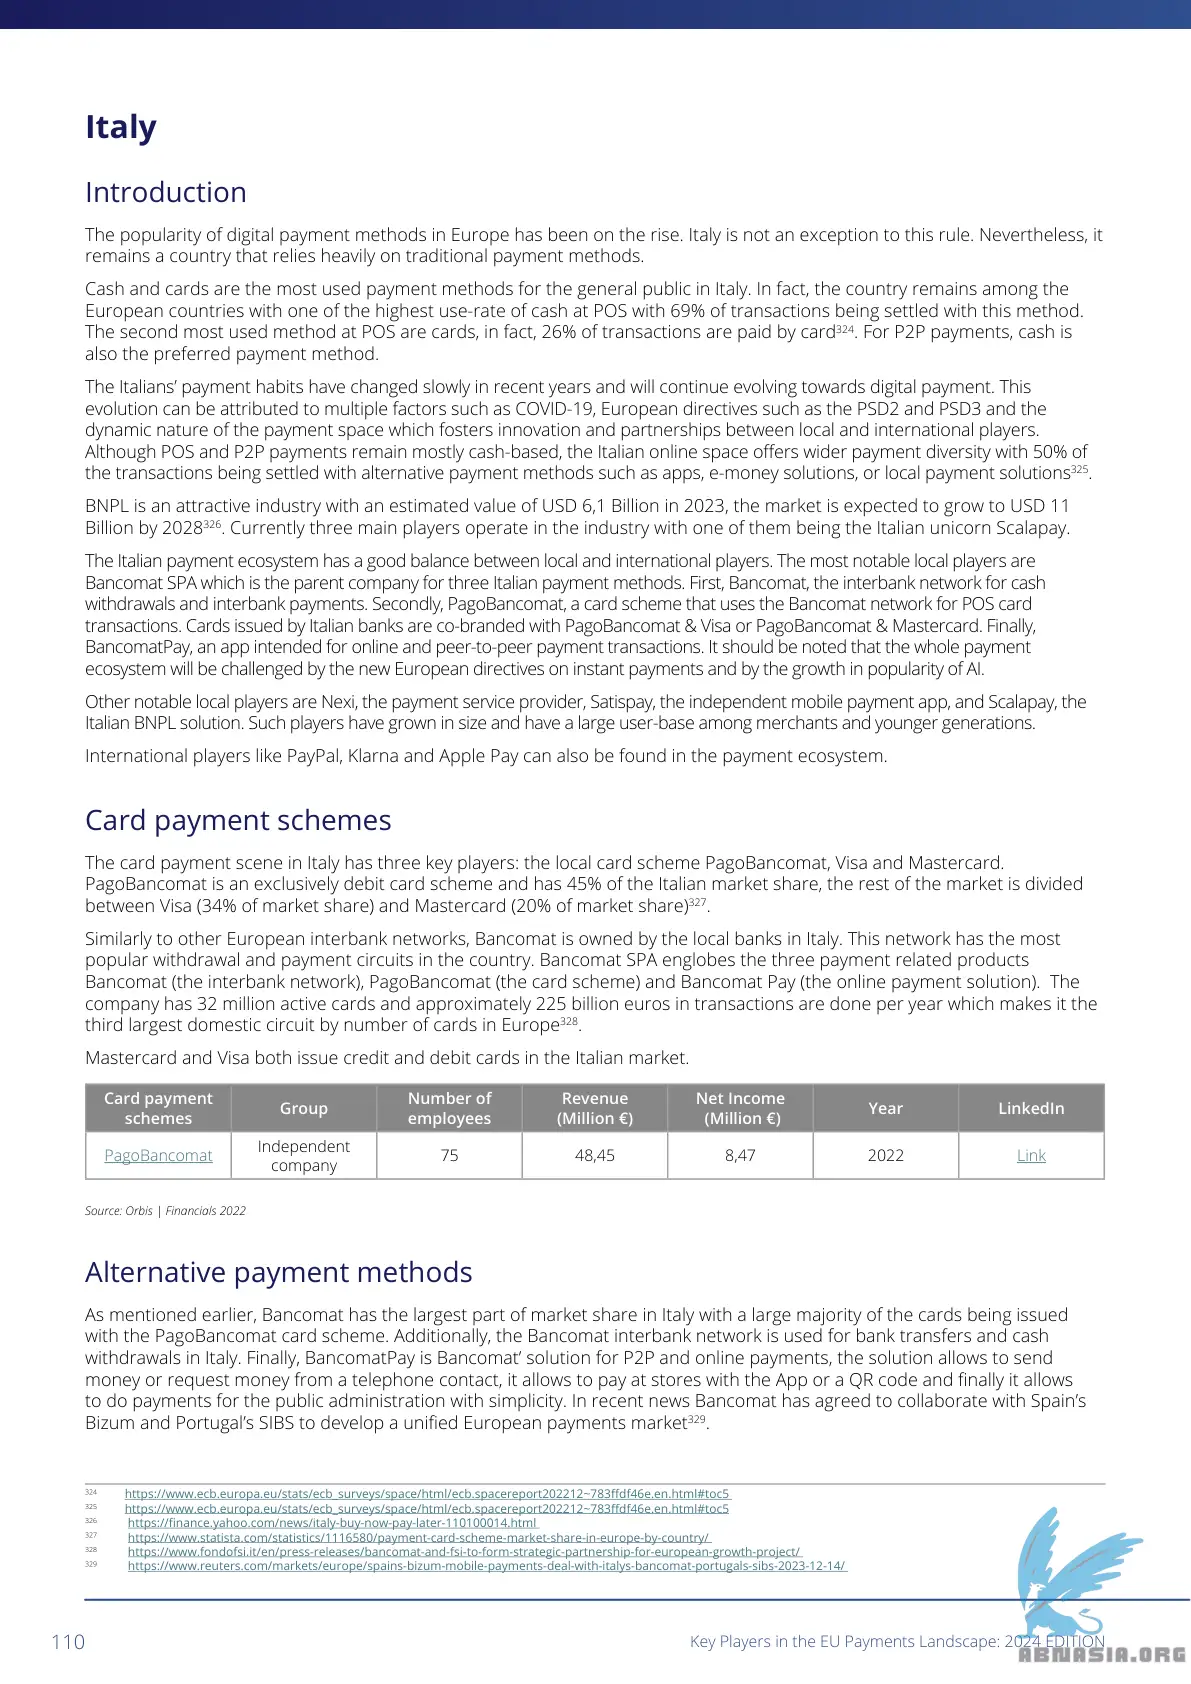 Italy
Introduction
The popularity of digital payment methods in Europe has been on the rise. Italy is not an exception to this rule. Nevertheless, it
remains a country that relies heavily on traditional payment methods.
Cash and cards are the most used payment methods for the general public in Italy. In fact, the country remains among the
European countries with one of the highest use-rate of cash at POS with 69% of transactions being settled with this method.
The second most used method at POS are cards, in fact, 26% of transactions are paid by card324. For P2P payments, cash is
also the preferred payment method.
The Italians’ payment habits have changed slowly in recent years and will continue evolving towards digital payment. This
evolution can be attributed to multiple factors such as COVID-19, European directives such as the PSD2 and PSD3 and the
dynamic nature of the payment space which fosters innovation and partnerships between local and international players.
Although POS and P2P payments remain mostly cash-based, the Italian online space offers wider payment diversity with 50% of
the transactions being settled with alternative payment methods such as apps, e-money solutions, or local payment solutions325.
BNPL is an attractive industry with an estimated value of USD 6,1 Billion in 2023, the market is expected to grow to USD 11
Billion by 2028326. Currently three main players operate in the industry with one of them being the Italian unicorn Scalapay.
The Italian payment ecosystem has a good balance between local and international players. The most notable local players are
Bancomat SPA which is the parent company for three Italian payment methods. First, Bancomat, the interbank network for cash
withdrawals and interbank payments. Secondly, PagoBancomat, a card scheme that uses the Bancomat network for POS card
transactions. Cards issued by Italian banks are co-branded with PagoBancomat & Visa or PagoBancomat & Mastercard. Finally,
BancomatPay, an app intended for online and peer-to-peer payment transactions. It should be noted that the whole payment
ecosystem will be challenged by the new European directives on instant payments and by the growth in popularity of AI.
Other notable local players are Nexi, the payment service provider, Satispay, the independent mobile payment app, and Scalapay, the
Italian BNPL solution. Such players have grown in size and have a large user-base among merchants and younger generations.
International players like PayPal, Klarna and Apple Pay can also be found in the payment ecosystem.
Card payment schemes
The card payment scene in Italy has three key players: the local card scheme PagoBancomat, Visa and Mastercard.
PagoBancomat is an exclusively debit card scheme and has 45% of the Italian market share, the rest of the market is divided
between Visa (34% of market share) and Mastercard (20% of market share)327.
Similarly to other European interbank networks, Bancomat is owned by the local banks in Italy. This network has the most
popular withdrawal and payment circuits in the country. Bancomat SPA englobes the three payment related products
Bancomat (the interbank network), PagoBancomat (the card scheme) and Bancomat Pay (the online payment solution). The
company has 32 million active cards and approximately 225 billion euros in transactions are done per year which makes it the
third largest domestic circuit by number of cards in Europe328.
Mastercard and Visa both issue credit and debit cards in the Italian market.
Card payment schemes Group Number of employees Revenue (Million €) Net Income (Million €) Year LinkedIn
PagoBancomat Independent company 75 48,45 8,47 2022 Link
Source: Orbis | Financials 2022
Alternative payment methods
As mentioned earlier, Bancomat has the largest part of market share in Italy with a large majority of the cards being issued
with the PagoBancomat card scheme. Additionally, the Bancomat interbank network is used for bank transfers and cash
withdrawals in Italy. Finally, BancomatPay is Bancomat’ solution for P2P and online payments, the solution allows to send
money or request money from a telephone contact, it allows to pay at stores with the App or a QR code and finally it allows
to do payments for the public administration with simplicity. In recent news Bancomat has agreed to collaborate with Spain’s
Bizum and Portugal’s SIBS to develop a unified European payments market329.
324 https://www.ecb.europa.eu/stats/ecb_surveys/space/html/ecb.spacereport202212~783ffdf46e.en.html#toc5
325 https://www.ecb.europa.eu/stats/ecb_surveys/space/html/ecb.spacereport202212~783ffdf46e.en.html#toc5
326 https://finance.yahoo.com/news/italy-buy-now-pay-later-110100014.html
327 https://www.statista.com/statistics/1116580/payment-card-scheme-market-share-in-europe-by-country/
328 https://www.fondofsi.it/en/press-releases/bancomat-and-fsi-to-form-strategic-partnership-for-european-growth-project/
329 https://www.reuters.com/markets/europe/spains-bizum-mobile-payments-deal-with-italys-bancomat-portugals-sibs-2023-12-14/
110
Key Players in the EU Payments Landscape: 2024 EDITION
ABNASIA.ORG